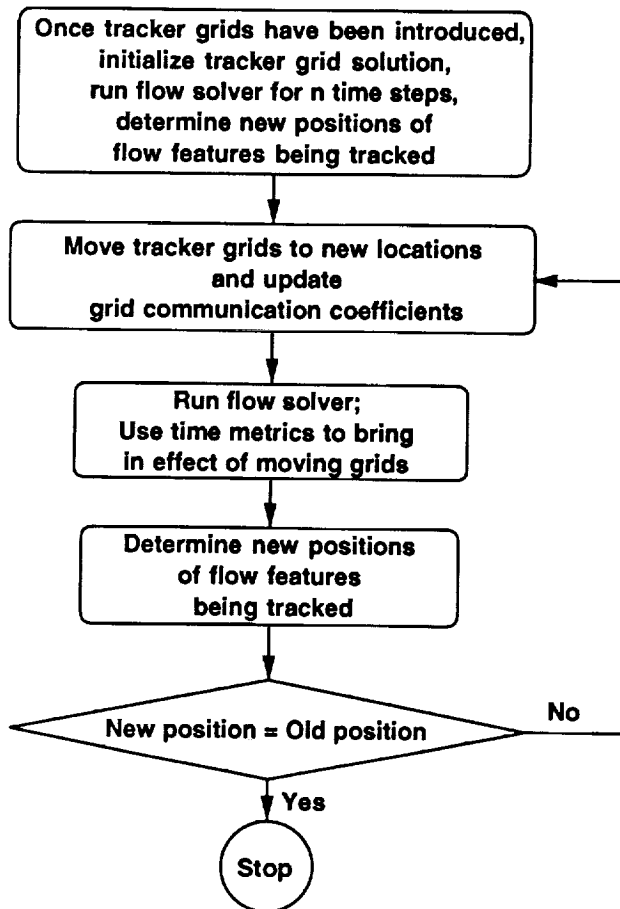 Once tracker grids have been introduced,
initialize tracker grid solution,
run flow solver for n time steps,
determine new positions of
flow features being tracked
Move tracker grids to new locations
and update
grid communication coefficients
Run flow solver;
Use time metrics to bring
in effect of moving grids
Determine new positions
of flow features
being tracked
New position = Old position
No
Yes
Stop